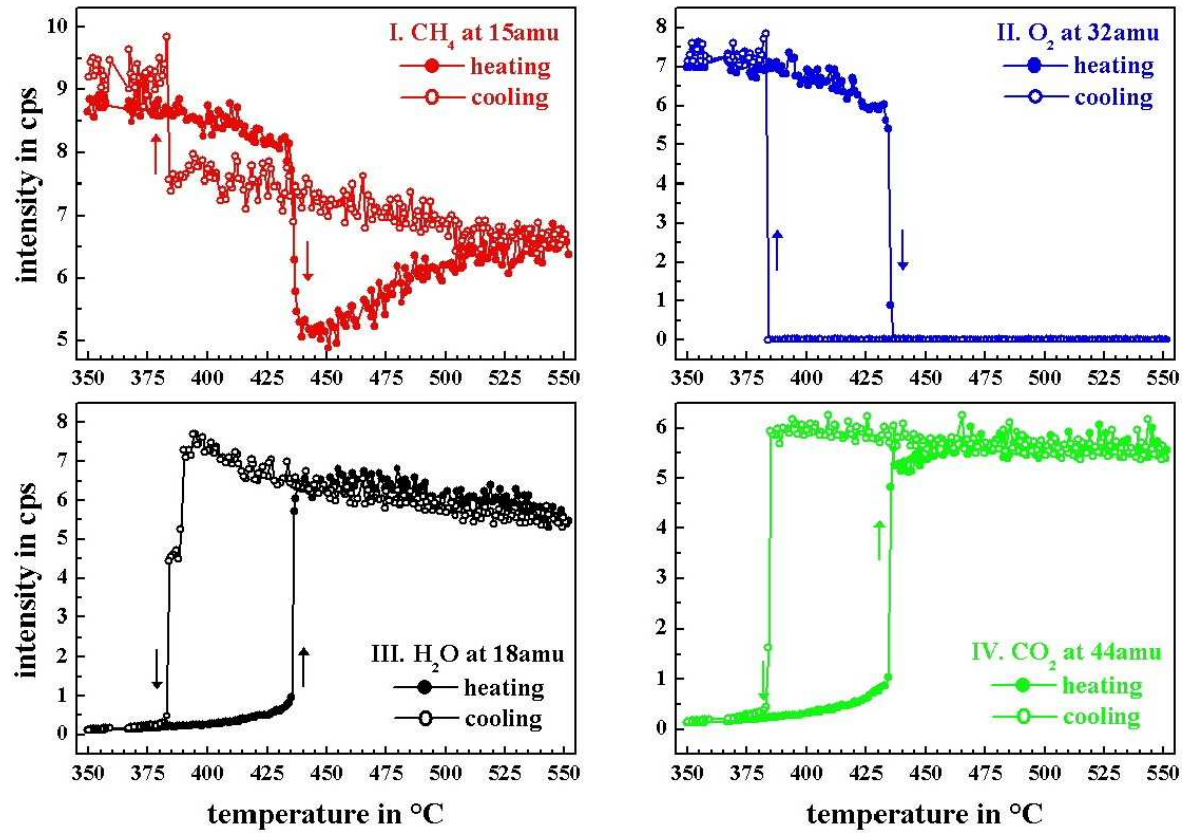 I. CH₄ at 15amu
heating
cooling
intensity in cps
10
9
8
7
6
5
350 375 400 425 450 475 500 525 550
II. O₂ at 32amu
heating
cooling
8
7
6
5
4
3
2
1
0
350 375 400 425 450 475 500 525 550
III. H₂O at 18amu
heating
cooling
intensity in cps
8
7
6
5
4
3
2
1
0
350 375 400 425 450 475 500 525 550
temperature in °C
IV. CO₂ at 44amu
heating
cooling
6
5
4
3
2
1
0
350 375 400 425 450 475 500 525 550
temperature in °C